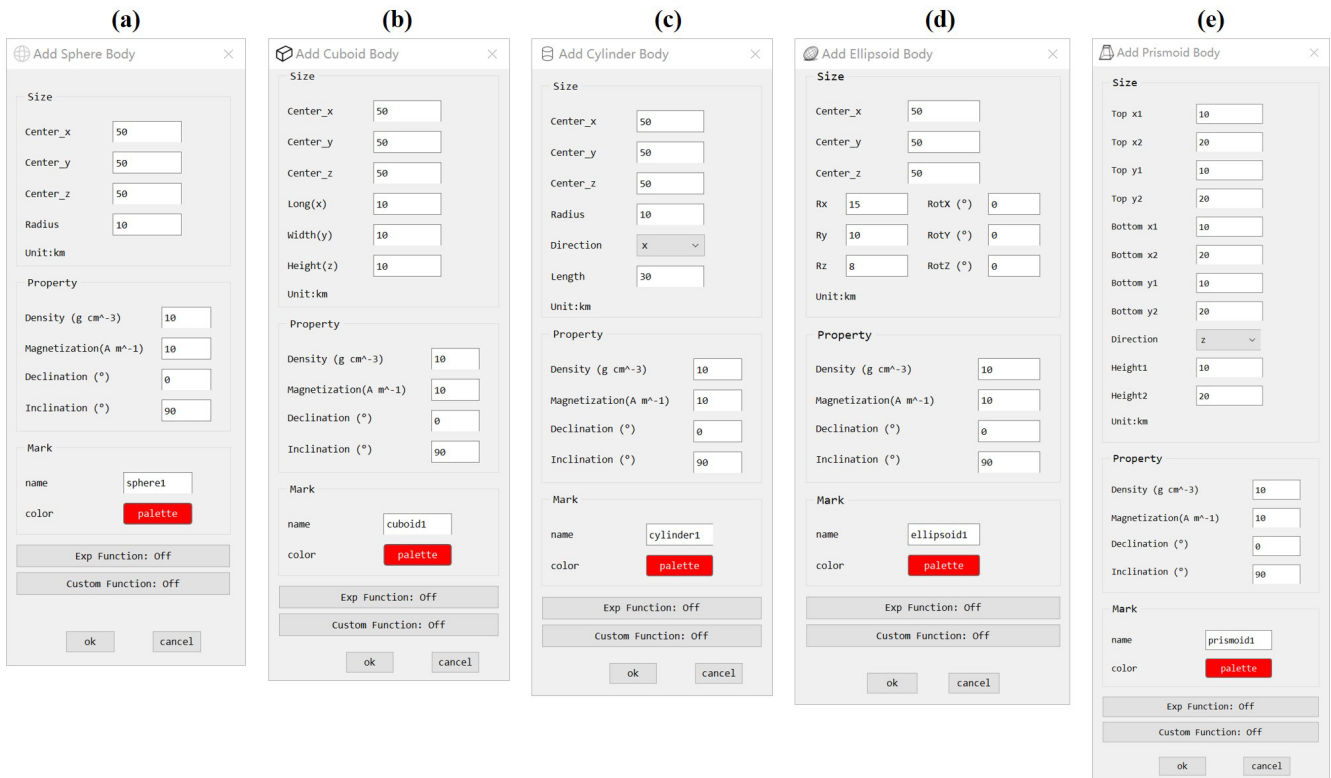 (a)
Add Sphere Body
Size
Center_x 50
Center_y 50
Center_z 50
Radius 10
Unit:km
Property
Density (g cm^-3) 10
Magnetization(A m^-1) 10
Declination (°) 0
Inclination (°) 90
Mark
name sphere1
color palette
Exp Function: Off
Custom Function: Off
ok cancel
(b)
Add Cuboid Body
Size
Center_x 50
Center_y 50
Center_z 50
Long(x) 10
Width(y) 10
Height(z) 10
Unit:km
Property
Density (g cm^-3) 10
Magnetization(A m^-1) 10
Declination (°) 0
Inclination (°) 90
Mark
name cuboid1
color palette
Exp Function: Off
Custom Function: Off
ok cancel
(c)
Add Cylinder Body
Size
Center_x 50
Center_y 50
Center_z 50
Radius 10
Direction x
Length 30
Unit:km
Property
Density (g cm^-3) 10
Magnetization(A m^-1) 10
Declination (°) 0
Inclination (°) 90
Mark
name cylinder1
color palette
Exp Function: Off
Custom Function: Off
ok cancel
(d)
Add Ellipsoid Body
Size
Center_x 50
Center_y 50
Center_z 50
Rx 15 RotX (°) 0
Ry 10 RotY (°) 0
Rz 8 RotZ (°) 0
Unit:km
Property
Density (g cm^-3) 10
Magnetization(A m^-1) 10
Declination (°) 0
Inclination (°) 90
Mark
name ellipsoid1
color palette
Exp Function: Off
Custom Function: Off
ok cancel
(e)
Add Prismoid Body
Size
Top x1 10
Top x2 20
Top y1 10
Top y2 20
Bottom x1 10
Bottom x2 20
Bottom y1 10
Bottom y2 20
Direction z
Height1 10
Height2 20
Unit:km
Property
Density (g cm^-3) 10
Magnetization(A m^-1) 10
Declination (°) 0
Inclination (°) 90
Mark
name prismoid1
color palette
Exp Function: Off
Custom Function: Off
ok cancel